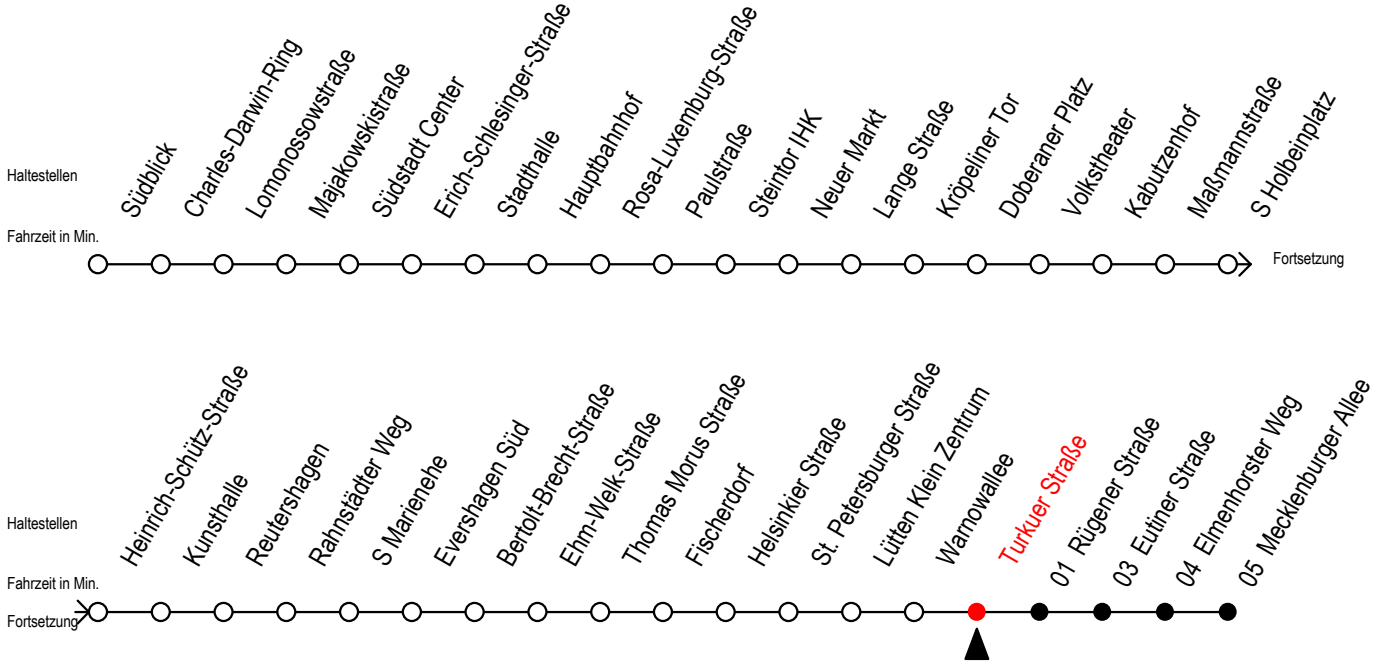 Haltestellen
Südblick
Charles-Darwin-Ring
Lomonossowstraße
Majakowskistraße
Südstadt Center
Erich-Schlesinger-Straße
Stadthalle
Hauptbahnhof
Rosa-Luxemburg-Straße
Paulstraße
Steintor IHK
Neuer Markt
Lange Straße
Kröpeliner Tor
Doberaner Platz
Volkstheater
Kabutzenhof
Maßmannstraße
S Holbeinplatz
Fahrzeit in Min.
Fortsetzung
Haltestellen
Heinrich-Schütz-Straße
Kunsthalle
Reutershagen
Rahnstädter Weg
S Marienehe
Evershagen Süd
Bertolt-Brecht-Straße
Ehm-Welk-Straße
Thomas Morus Straße
Fischerdorf
Helsinkier Straße
St. Petersburger Straße
Lütten Klein Zentrum
Warnowallee
Turkuer Straße
01 Rügener Straße
03 Eutiner Straße
04 Elmenhorster Weg
05 Mecklenburger Allee
Fahrzeit in Min.
Fortsetzung